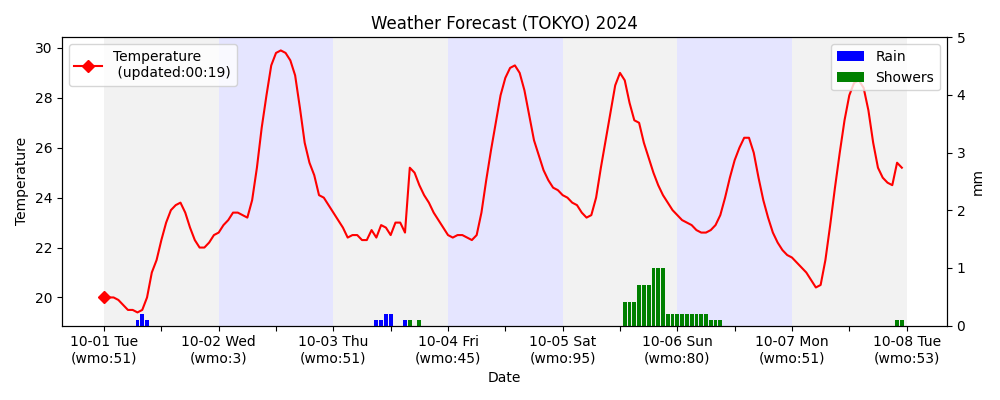 Weather Forecast (TOKYO) 2024
Temperature
(updated:00:19)
Rain
Showers
Temperature
30
28
26
24
22
20
5
4
3
2
1
0
mm
10-01 Tue
(wmo:51)
10-02 Wed
(wmo:3)
10-03 Thu
(wmo:51)
10-04 Fri
(wmo:45)
10-05 Sat
(wmo:95)
10-06 Sun
(wmo:80)
10-07 Mon
(wmo:51)
10-08 Tue
(wmo:53)
Date